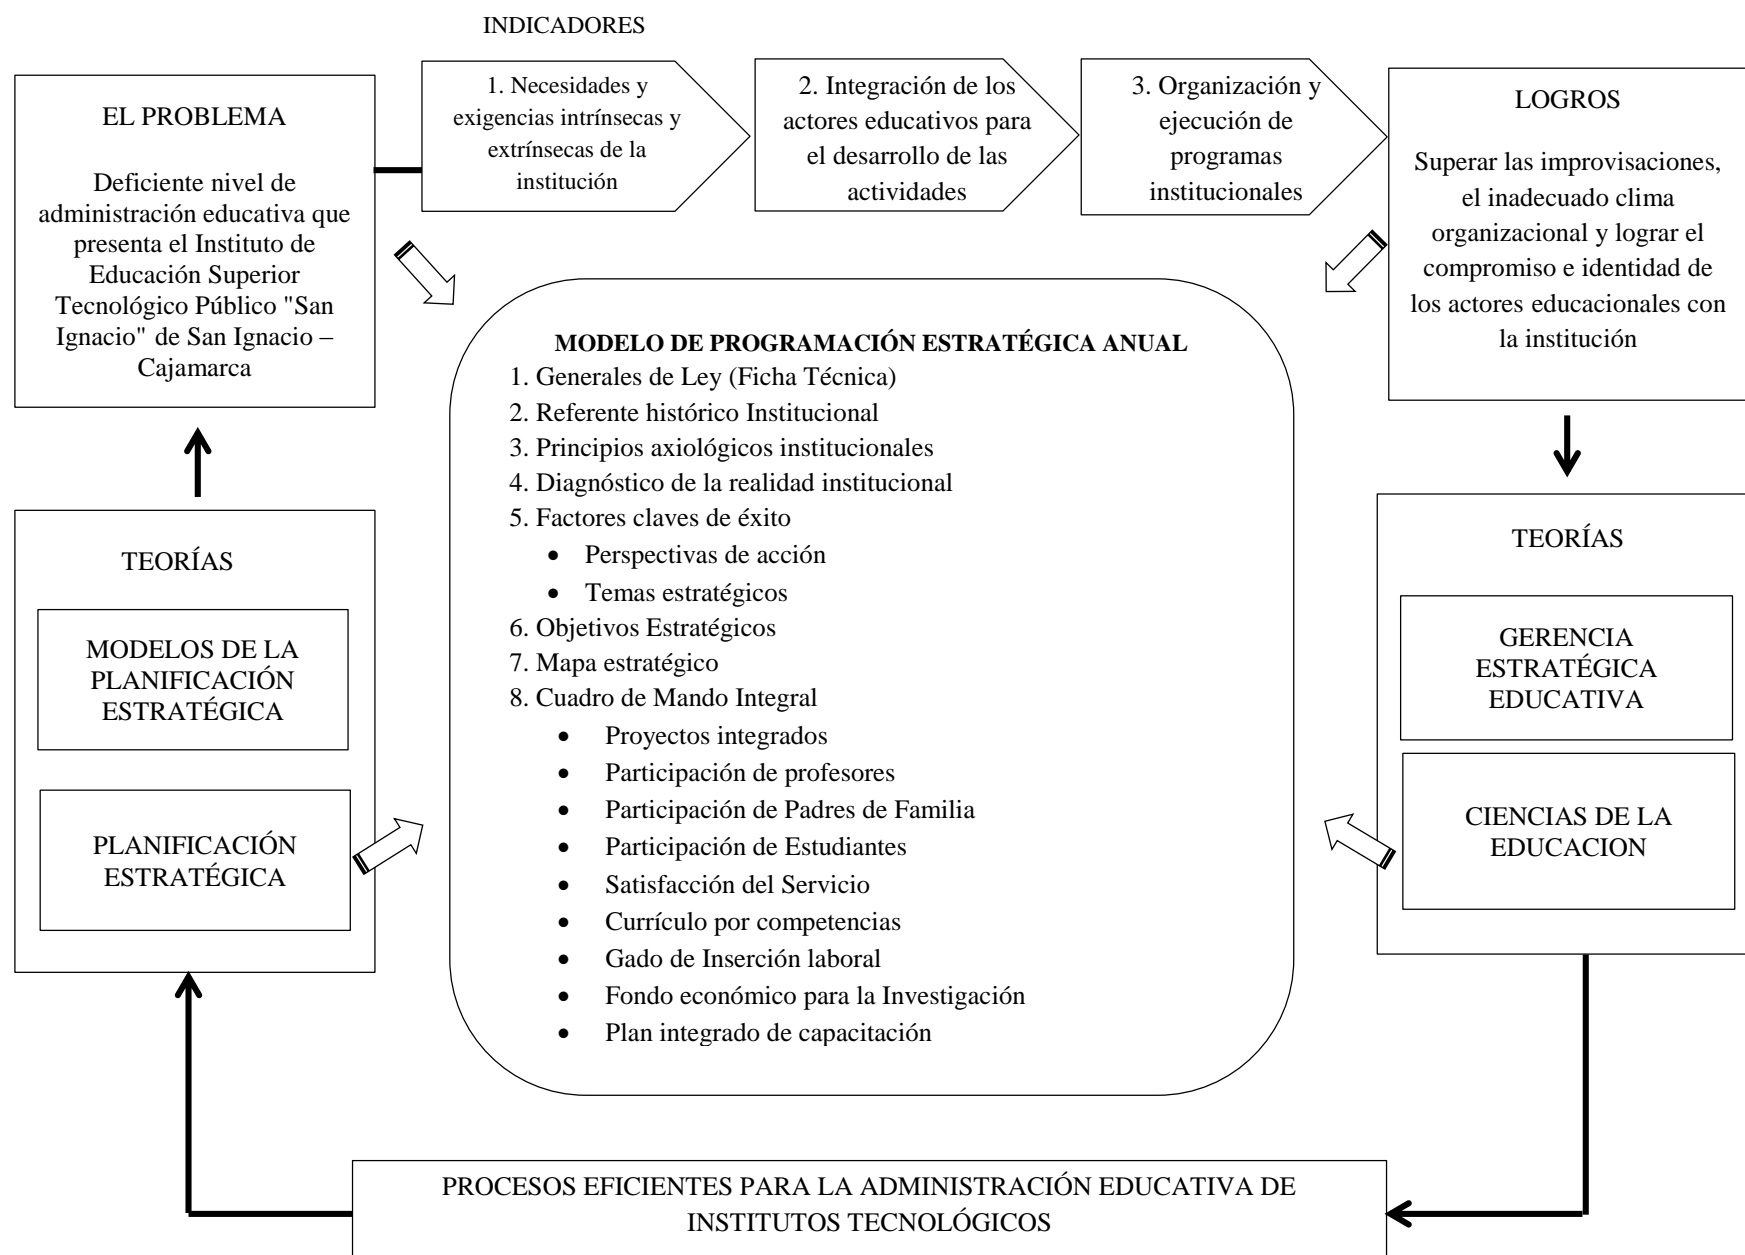 INDICADORES
EL PROBLEMA
Deficiente nivel de
administración educativa que
presenta el Instituto de
Educación Superior
Tecnológico Público "San
Ignacio" de San Ignacio –
Cajamarca
1. Necesidades y
exigencias intrínsecas y
extrínsecas de la
institución
2. Integración de los
actores educativos para
el desarrollo de las
actividades
3. Organización y
ejecución de
programas
institucionales
LOGROS
Superar las improvisaciones,
el inadecuado clima
organizacional y lograr el
compromiso e identidad de
los actores educacionales con
la institución
MODELO DE PROGRAMACIÓN ESTRATÉGICA ANUAL
1. Generales de Ley (Ficha Técnica)
2. Referente histórico Institucional
3. Principios axiológicos institucionales
4. Diagnóstico de la realidad institucional
5. Factores claves de éxito
• Perspectivas de acción
• Temas estratégicos
6. Objetivos Estratégicos
7. Mapa estratégico
8. Cuadro de Mando Integral
• Proyectos integrados
• Participación de profesores
• Participación de Padres de Familia
• Participación de Estudiantes
• Satisfacción del Servicio
• Currículo por competencias
• Gado de Inserción laboral
• Fondo económico para la Investigación
• Plan integrado de capacitación
TEORÍAS
MODELOS DE LA
PLANIFICACIÓN
ESTRATÉGICA
PLANIFICACIÓN
ESTRATÉGICA
TEORÍAS
GERENCIA
ESTRATÉGICA
EDUCATIVA
CIENCIAS DE LA
EDUCACION
PROCESOS EFICIENTES PARA LA ADMINISTRACIÓN EDUCATIVA DE
INSTITUTOS TECNOLÓGICOS